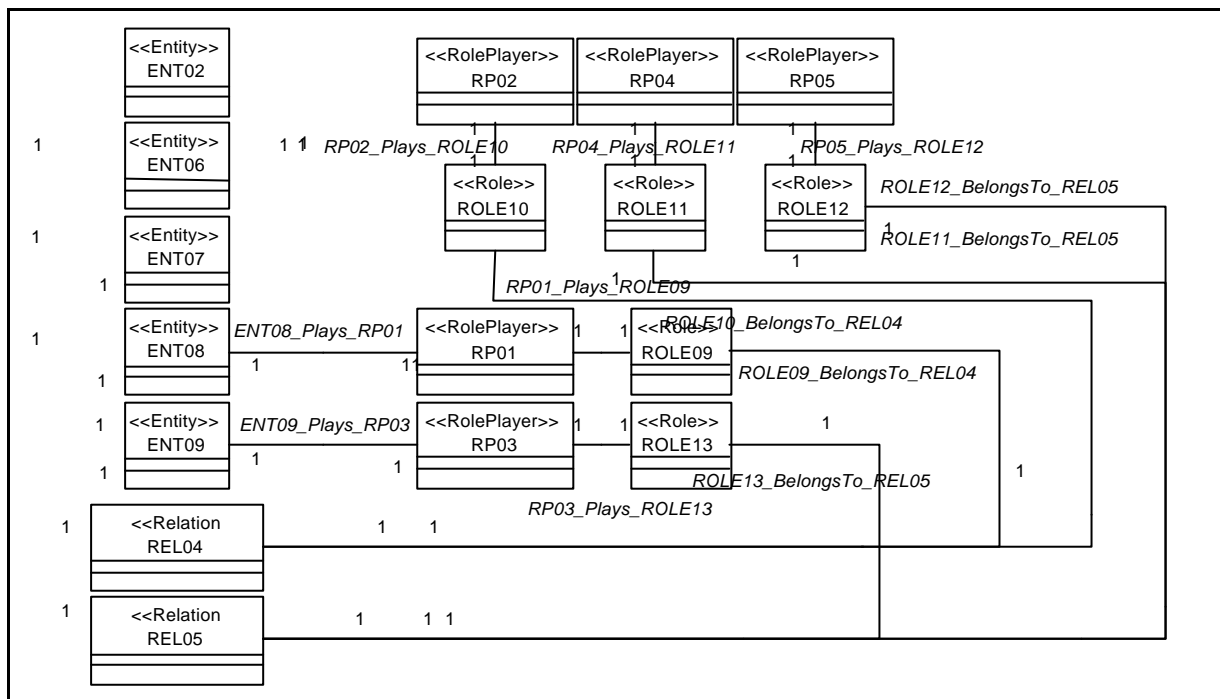 <<Entity>>
ENT02
<<RolePlayer>>
RP02
<<RolePlayer>>
RP04
<<RolePlayer>>
RP05
1
1
1
1
<<Entity>>
ENT06
1 1
1
RP02_Plays_ROLE10
RP04_Plays_ROLE11
RP05_Plays_ROLE12
1
1
1
<<Role>>
ROLE10
<<Role>>
ROLE11
<<Role>>
ROLE12
ROLE12_BelongsTo_REL05
1
ROLE11_BelongsTo_REL05
1
<<Entity>>
ENT07
1
1
1
RP01_Plays_ROLE09
1
<<Entity>>
ENT08
ENT08_Plays_RP01
<<RolePlayer>>
RP01
1
1
<<Role>>
ROLE09
ROLE10_BelongsTo_REL04
1
11
ROLE09_BelongsTo_REL04
1
1
<<Entity>>
ENT09
ENT09_Plays_RP03
<<RolePlayer>>
RP03
1
1
<<Role>>
ROLE13
1
1
1
1
ROLE13_BelongsTo_REL05
1
RP03_Plays_ROLE13
1
<<Relation
REL04
1
1
1
<<Relation
REL05
1
1 1